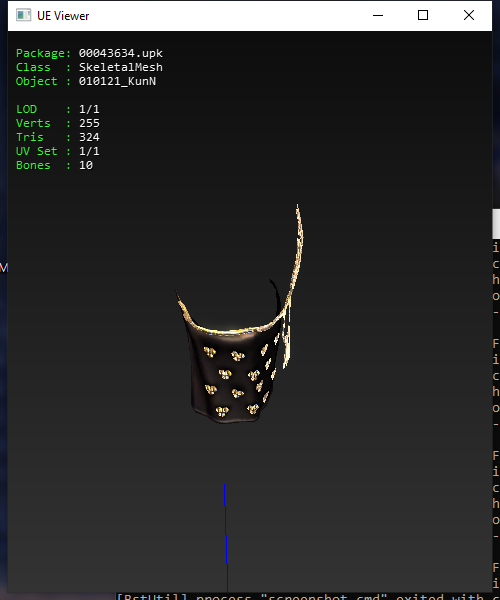 UE Viewer
Package: 00043634.upk
Class  : SkeletalMesh
Object : 010121_KunN
LOD    : 1/1
Verts  : 255
Tris   : 324
UV Set : 1/1
Bones  : 10
M
i
c
h
o
-
F
i
c
h
o
-
F
i
c
h
o
-
F
i
[BstUtil] process "screenshot.cmd" exited with c